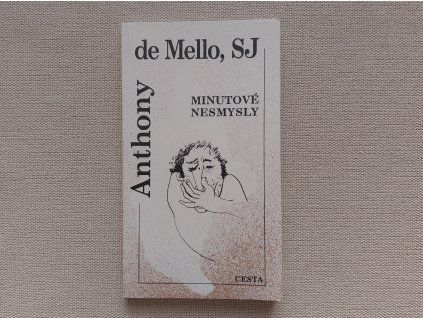 Anthony
de Mello, SJ
MINUTOVÉ
NESMYSLY
CESTA